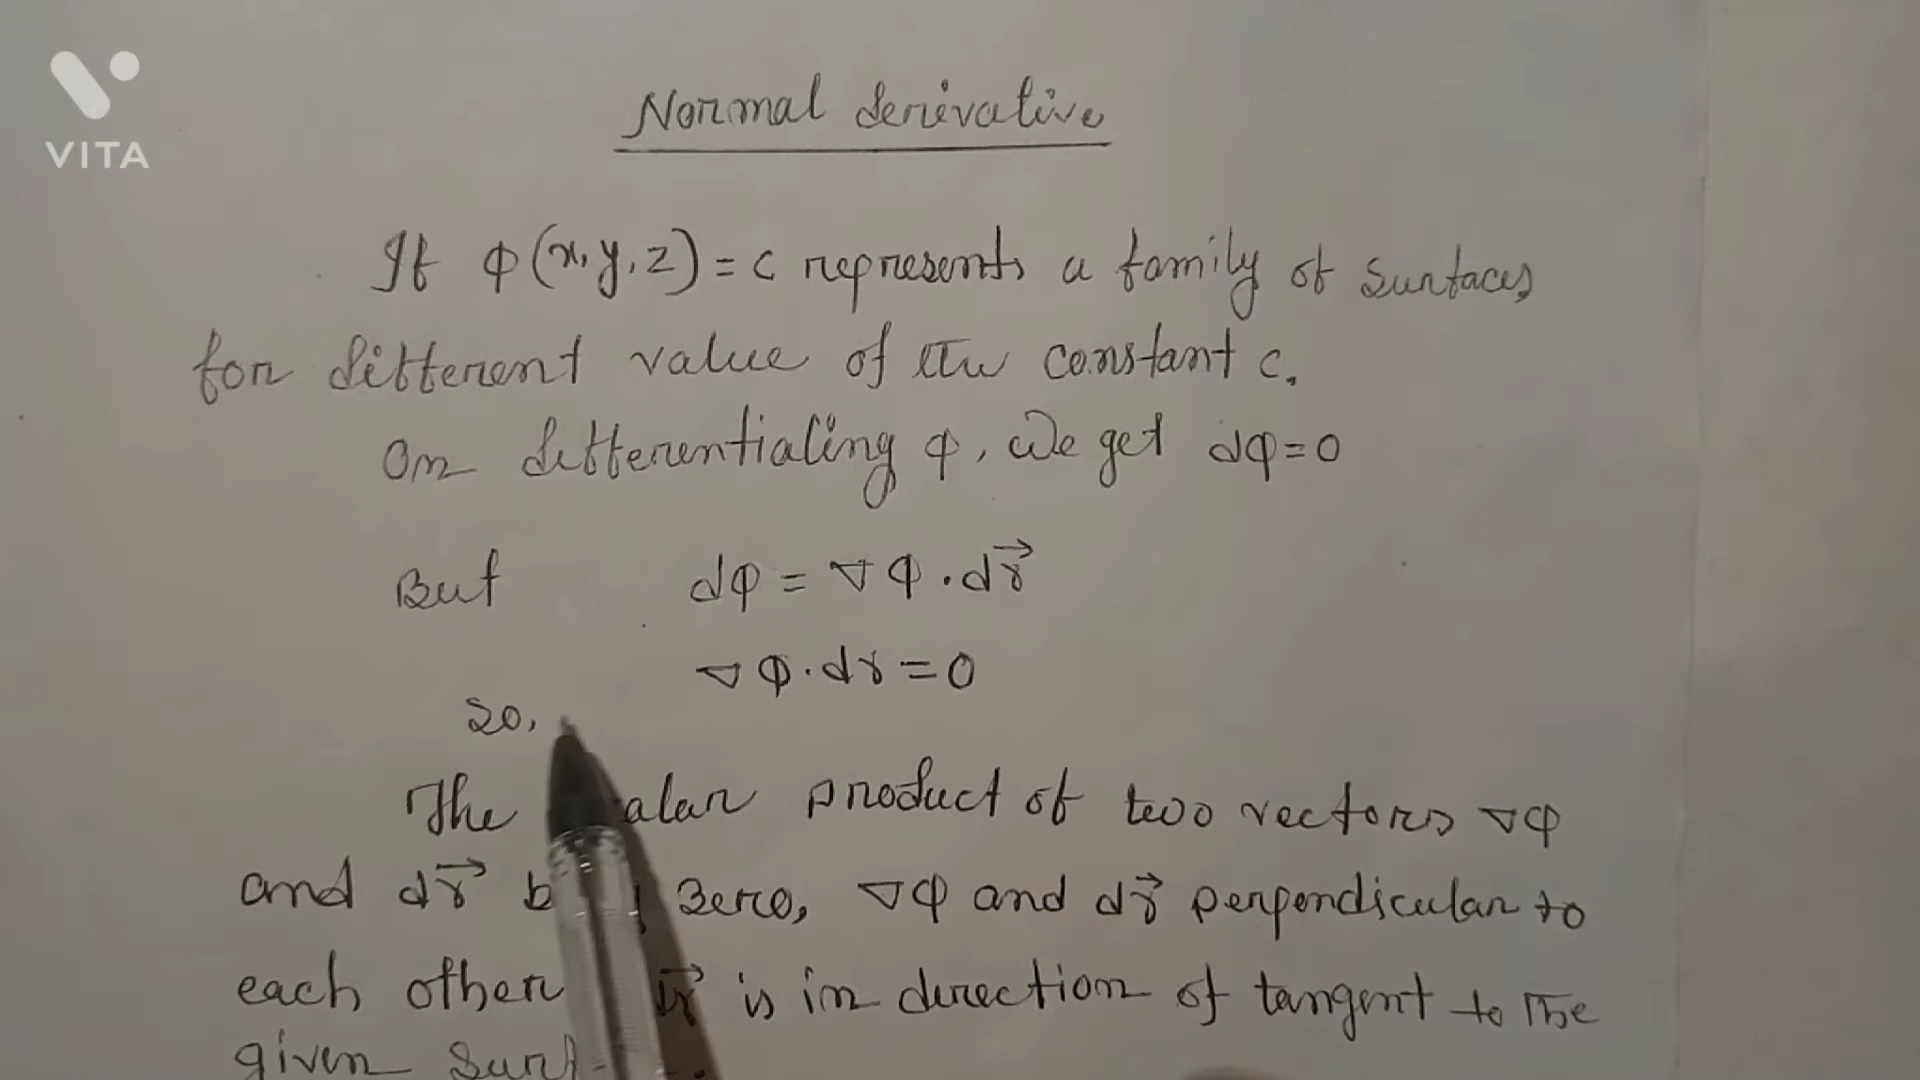 VITA
Normal derivative
If φ(x,y,z) = c represents a family of surfaces,
for different value of the constant c.
On differentialing φ, we get dφ=0
But dφ = ∇φ.dr⃗
∇φ.dr=0
So,
The product of two vectors ∇φ
and dr⃗ zero, ∇φ and dr⃗ perpendicular to
each other is in direction of tangent to the
given